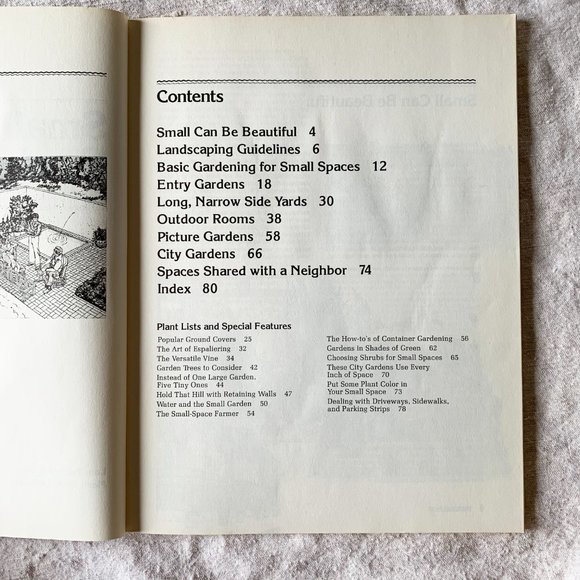 Contents
Small Can Be Beautiful 4
Landscaping Guidelines 6
Basic Gardening for Small Spaces 12
Entry Gardens 18
Long, Narrow Side Yards 30
Outdoor Rooms 38
Picture Gardens 58
City Gardens 66
Spaces Shared with a Neighbor 74
Index 80
Plant Lists and Special Features
Popular Ground Covers 25
The Art of Espaliering 32
The Versatile Vine 34
Garden Trees to Consider 42
Instead of One Large Garden,
Five Tiny Ones 44
Hold That Hill with Retaining Walls 47
Water and the Small Garden 50
The Small-Space Farmer 54
The How-to's of Container Gardening 56
Gardens in Shades of Green 62
Choosing Shrubs for Small Spaces 65
These City Gardens Use Every
Inch of Space 70
Put Some Plant Color in
Your Small Space 73
Dealing with Driveways, Sidewalks,
and Parking Strips 78
Small Can Be Beautiful